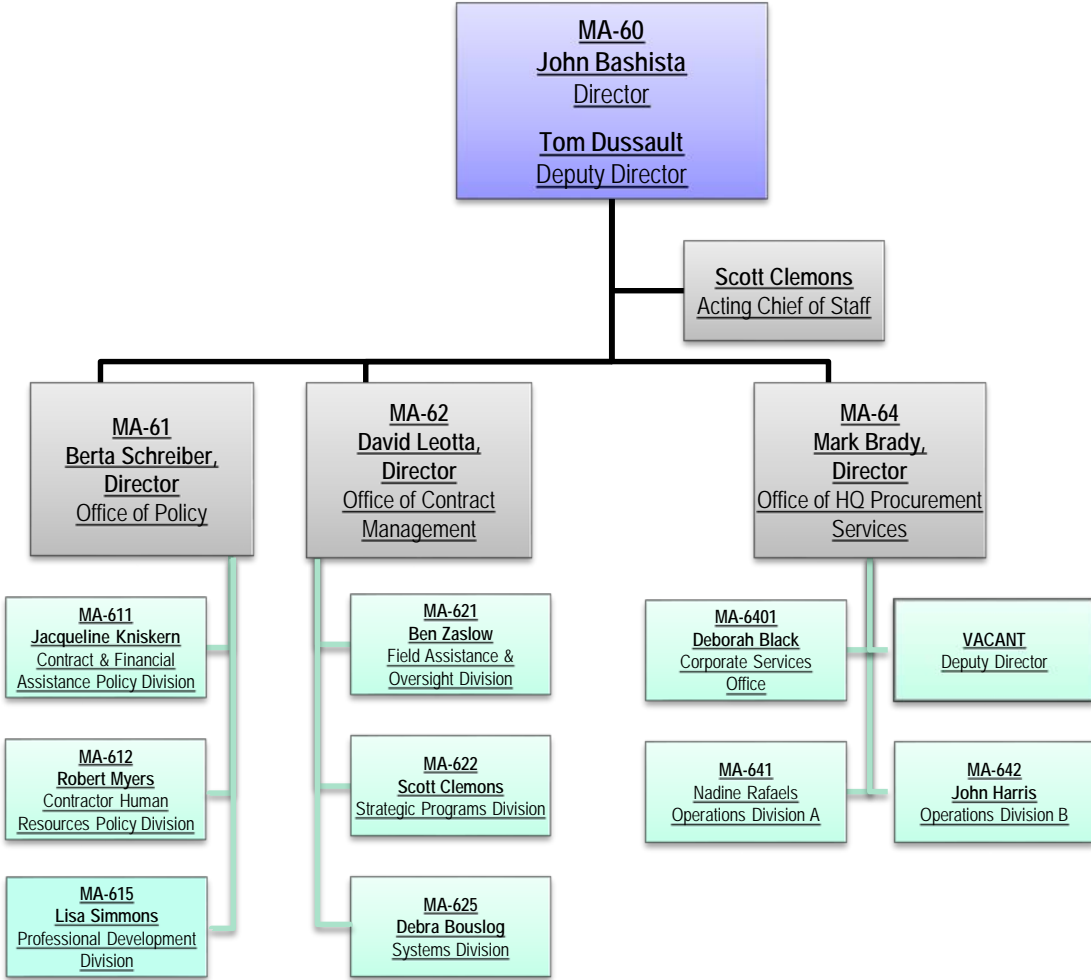 MA-60
John Bashista
Director
Tom Dussault
Deputy Director
Scott Clemons
Acting Chief of Staff
MA-61
Berta Schreiber,
Director
Office of Policy
MA-62
David Leotta,
Director
Office of Contract
Management
MA-64
Mark Brady,
Director
Office of HQ Procurement
Services
MA-611
Jacqueline Kniskern
Contract & Financial
Assistance Policy Division
MA-612
Robert Myers
Contractor Human
Resources Policy Division
MA-615
Lisa Simmons
Professional Development
Division
MA-621
Ben Zaslow
Field Assistance &
Oversight Division
MA-622
Scott Clemons
Strategic Programs Division
MA-625
Debra Bouslog
Systems Division
MA-6401
Deborah Black
Corporate Services
Office
VACANT
Deputy Director
MA-641
Nadine Rafaels
Operations Division A
MA-642
John Harris
Operations Division B